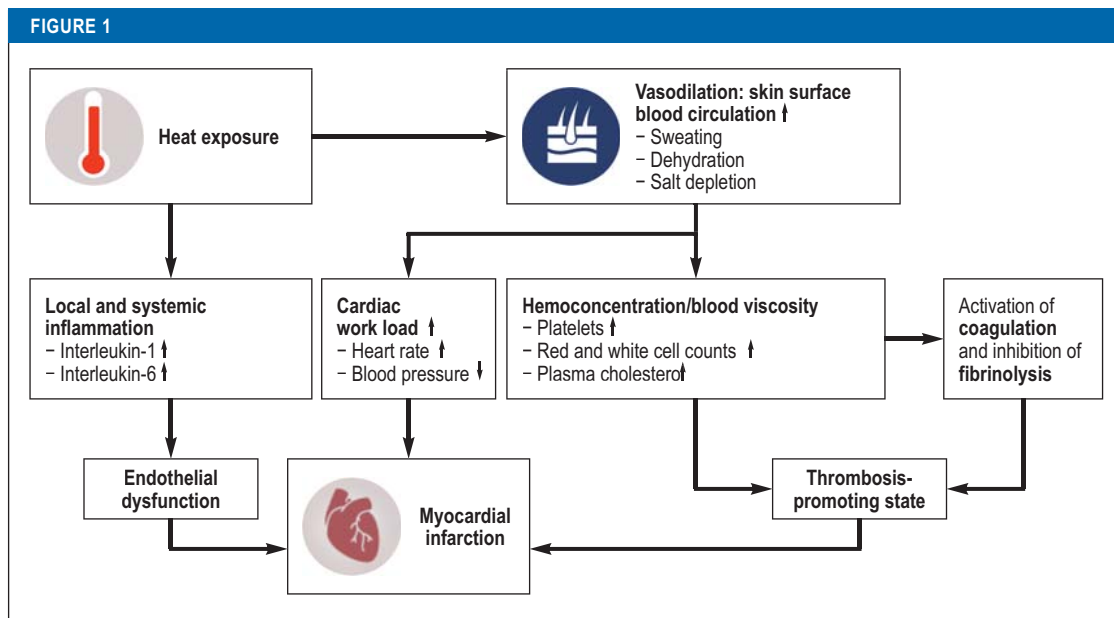 FIGURE 1
Heat exposure
Vasodilation: skin surface
blood circulation ↑
– Sweating
– Dehydration
– Salt depletion
Local and systemic
inflammation
– Interleukin-1 ↑
– Interleukin-6 ↑
Cardiac
work load ↑
– Heart rate ↑
– Blood pressure ↓
Hemoconcentration/blood viscosity
– Platelets ↑
– Red and white cell counts ↑
– Plasma cholesterol ↑
Activation of
coagulation
and inhibition of
fibrinolysis
Endothelial
dysfunction
Myocardial
infarction
Thrombosis-
promoting state